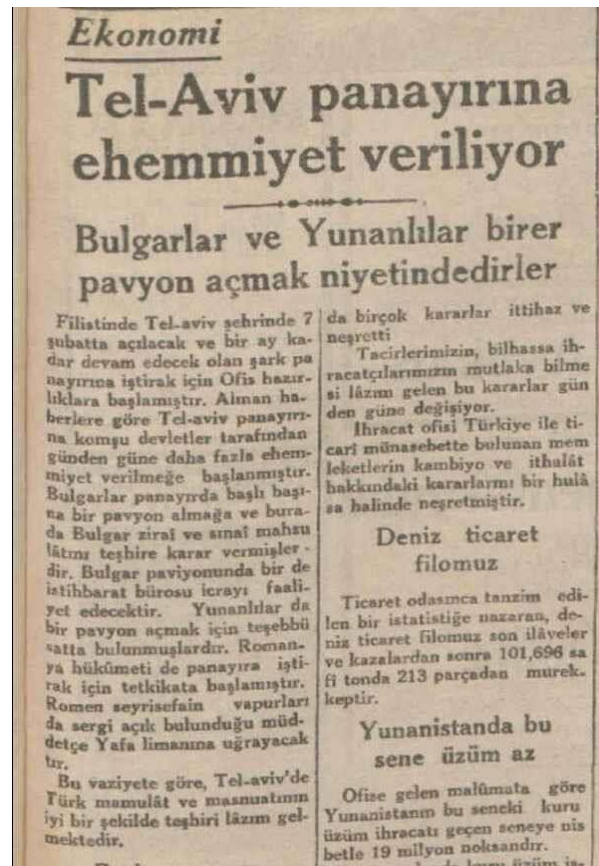 Ekonomi
Tel-Aviv panayırına
ehemmiyet veriliyor
Bulgarlar ve Yunanlılar birer
pavyon açmak niyetindedirler
Filistinde Tel-aviv şehrinde 7
şubatta açılacak ve bir ay ka-
dar devam edecek olan şark pa
nayırına iştirak için Ofis hazır-
lıklara başlamıştır. Alınan ha-
berlere göre Tel-aviv panayırı-
na komşu devletler tarafından
günden güne daha fazla ehem-
miyet verilmeğe başlanmıştır.
Bulgarlar panayırda başlı başı-
na bir pavyon almağa ve bura-
da Bulgar ziraî ve sınaî mahsu
lâtını teşhire karar vermişler -
dir. Bulgar paviyonunda bir de
istihbarat bürosu icrayı faali-
yet edecektir. Yunanlılar da
bir pavyon açmak için teşebbü
satta bulunmuşlardır. Roman-
ya hükûmeti de panayıra işti-
rak için tetkikata başlamıştır.
Romen seyrisefain vapurları
da sergi açık bulunduğu müd-
detçe Yafa limanına uğrayacak
tır.
Bu vaziyete göre, Tel-aviv'de
Türk mamulât ve masnuatının
iyi bir şekilde teşhiri lâzım gel-
mektedir.
da birçok kararlar ittihaz ve
neşretti
Tacirlerimizin, bilhassa ih-
racatçılarımızın mutlaka bilme
si lâzım gelen bu kararlar gün
den güne değişiyor.
İhracat ofisi Türkiye ile ti-
carî münasebette bulunan mem
leketlerin kambiyo ve ithalât
hakkındaki kararlarını bir hulâ
sa halinde neşretmiştir.
Deniz ticaret
filomuz
Ticaret odasınca tanzim edi-
len bir istatistiğe nazaran, de-
niz ticaret filomuz son ilâveler
ve kazalardan sonra 101,696 sa
fi tonda 213 parçadan mürek-
keptir.
Yunanistanda bu
sene üzüm az
Ofise gelen malûmata göre
Yunanistanın bu seneki kuru
üzüm ihracatı geçen seneye nis
betle 19 milyon noksandır.